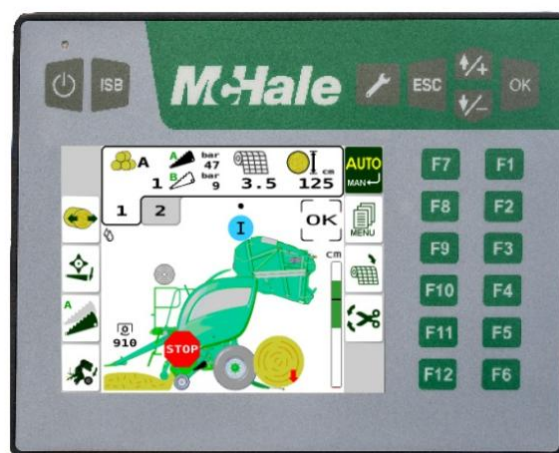 ISB
McHale
ESC
+
-
OK
A
A bar 47
1 B bar 9
3.5
cm
125
AUTO
MAN
1 2
I
OK
MENU
cm
A
910
STOP
F7 F1
F8 F2
F9 F3
F10 F4
F11 F5
F12 F6